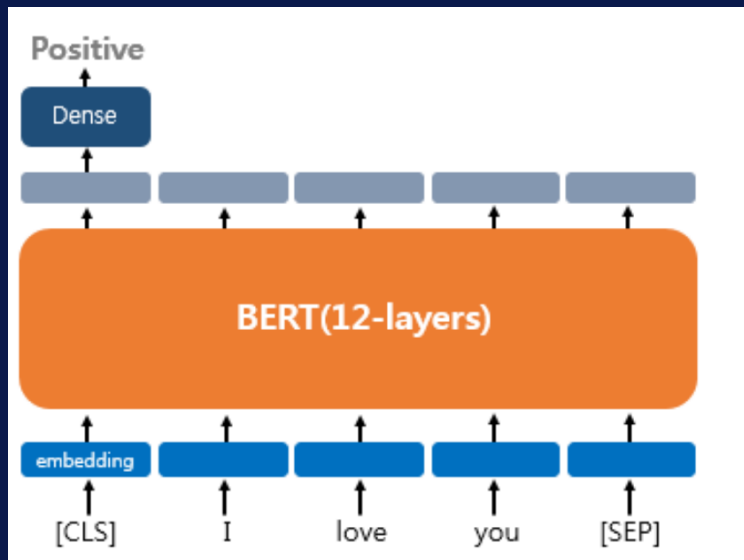 Positive
Dense
BERT(12-layers)
embedding
[CLS] I love you [SEP]